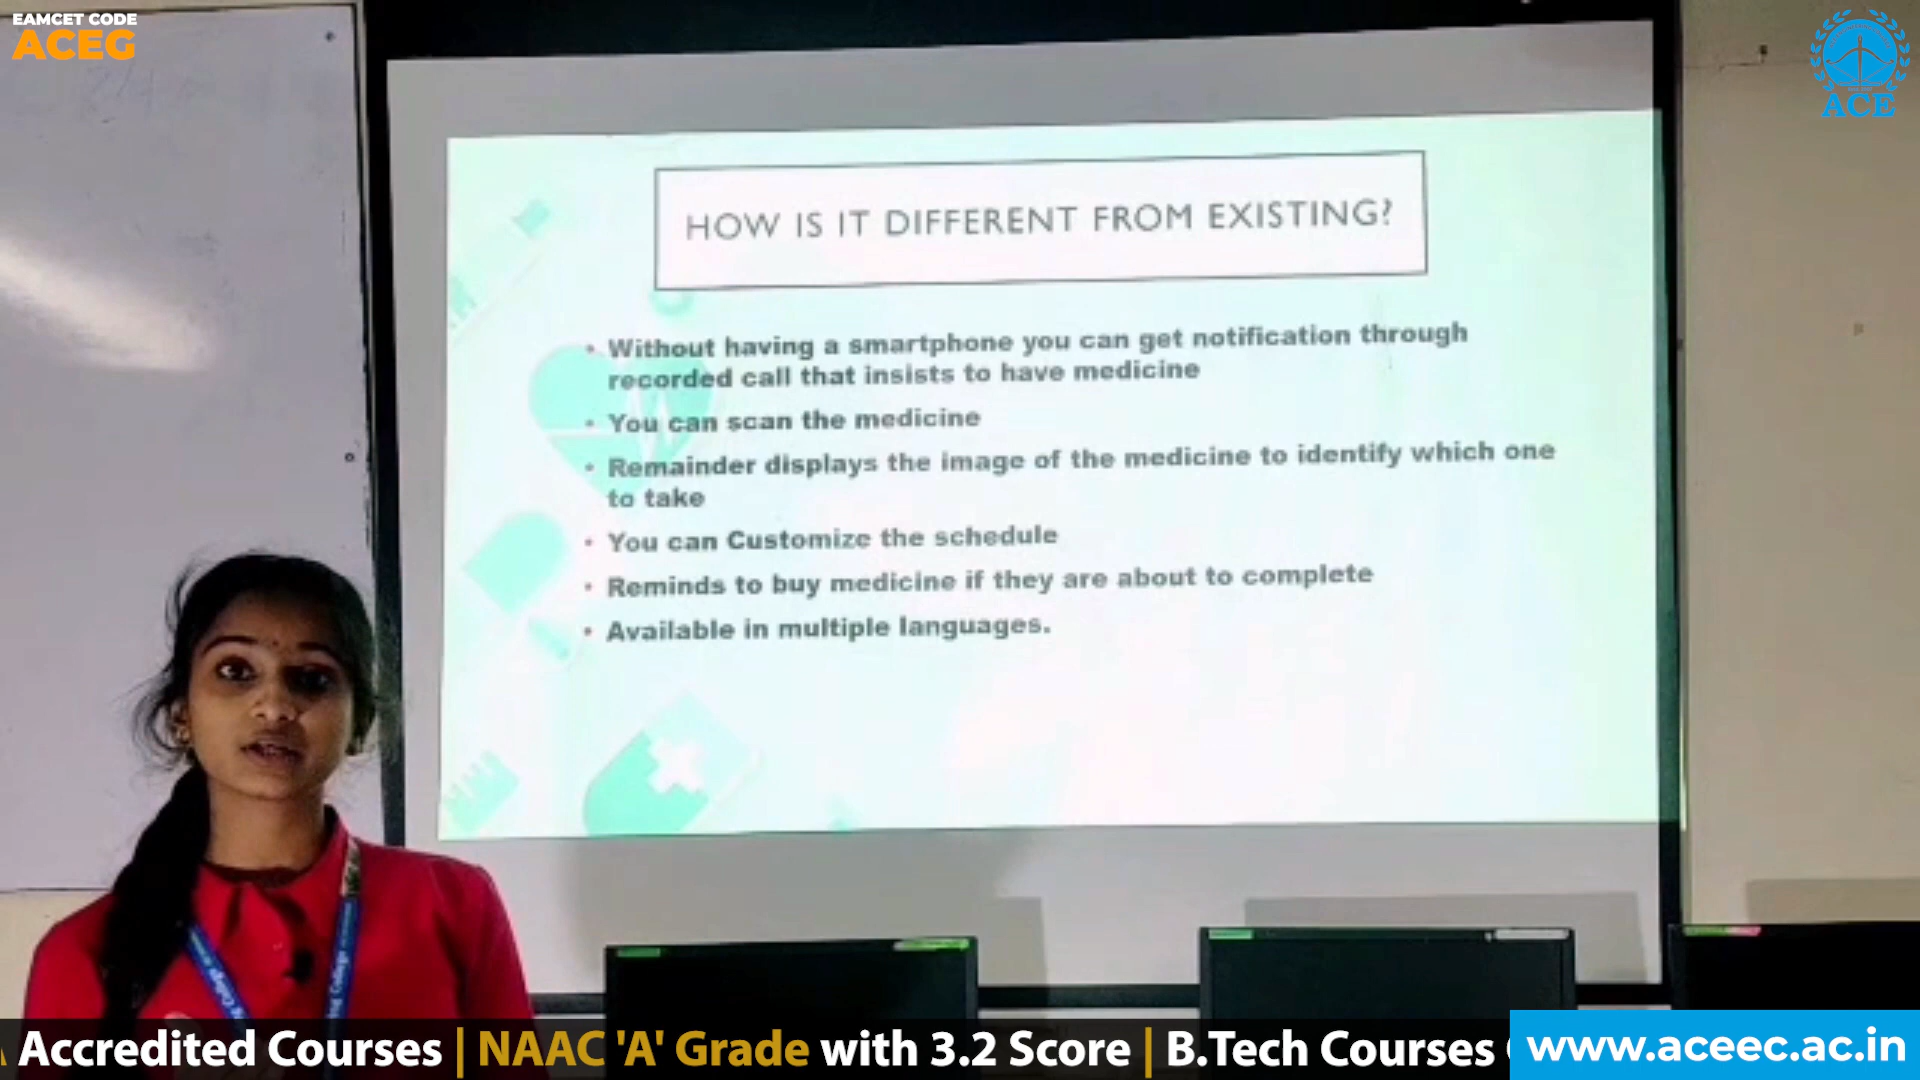 EAMCET CODE
ACEG
ACE
HOW IS IT DIFFERENT FROM EXISTING?
• Without having a smartphone you can get notification through
recorded call that insists to have medicine
• You can scan the medicine
• Remainder displays the image of the medicine to identify which one
to take
• You can Customize the schedule
• Reminds to buy medicine if they are about to complete
• Available in multiple languages.
College
College
Accredited Courses | NAAC 'A' Grade with 3.2 Score | B.Tech Courses
www.aceec.ac.in